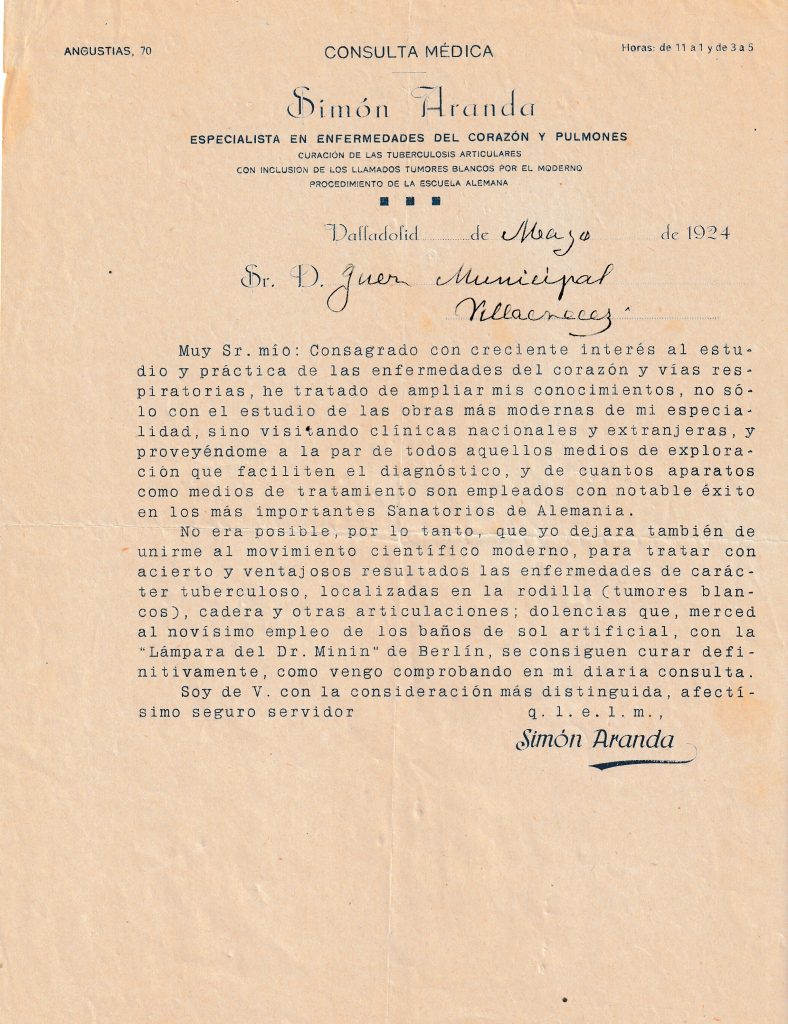 ANGUSTIAS, 70
CONSULTA MÉDICA
Horas: de 11 a 1 y de 3 a 5
Simón Aranda
ESPECIALISTA EN ENFERMEDADES DEL CORAZÓN Y PULMONES
CURACIÓN DE LAS TUBERCULOSIS ARTICULARES
CON INCLUSIÓN DE LOS LLAMADOS TUMORES BLANCOS POR EL MODERNO
PROCEDIMIENTO DE LA ESCUELA ALEMANA
Valladolid de Mayo de 1924
Sr. D. Juez Municipal
Muy Sr. mío: Consagrado con creciente interés al estu-
dio y práctica de las enfermedades del corazón y vías res-
piratorias, he tratado de ampliar mis conocimientos, no só-
lo con el estudio de las obras más modernas de mi especia-
lidad, sino visitando clínicas nacionales y extranjeras, y
proveyéndome a la par de todos aquellos medios de explora-
ción que faciliten el diagnóstico, y de cuantos aparatos
como medios de tratamiento son empleados con notable éxito
en los más importantes Sanatorios de Alemania.
No era posible, por lo tanto, que yo dejara también de
unirme al movimiento científico moderno, para tratar con
acierto y ventajosos resultados las enfermedades de carác-
ter tuberculoso, localizadas en la rodilla (tumores blan-
cos), cadera y otras articulaciones; dolencias que, merced
al novísimo empleo de los baños de sol artificial, con la
"Lámpara del Dr. Minin" de Berlín, se consiguen curar defi-
nitivamente, como vengo comprobando en mi diaria consulta.
Soy de V. con la consideración más distinguida, afectí-
simo seguro servidor q. l. e. l. m.,
Simón Aranda